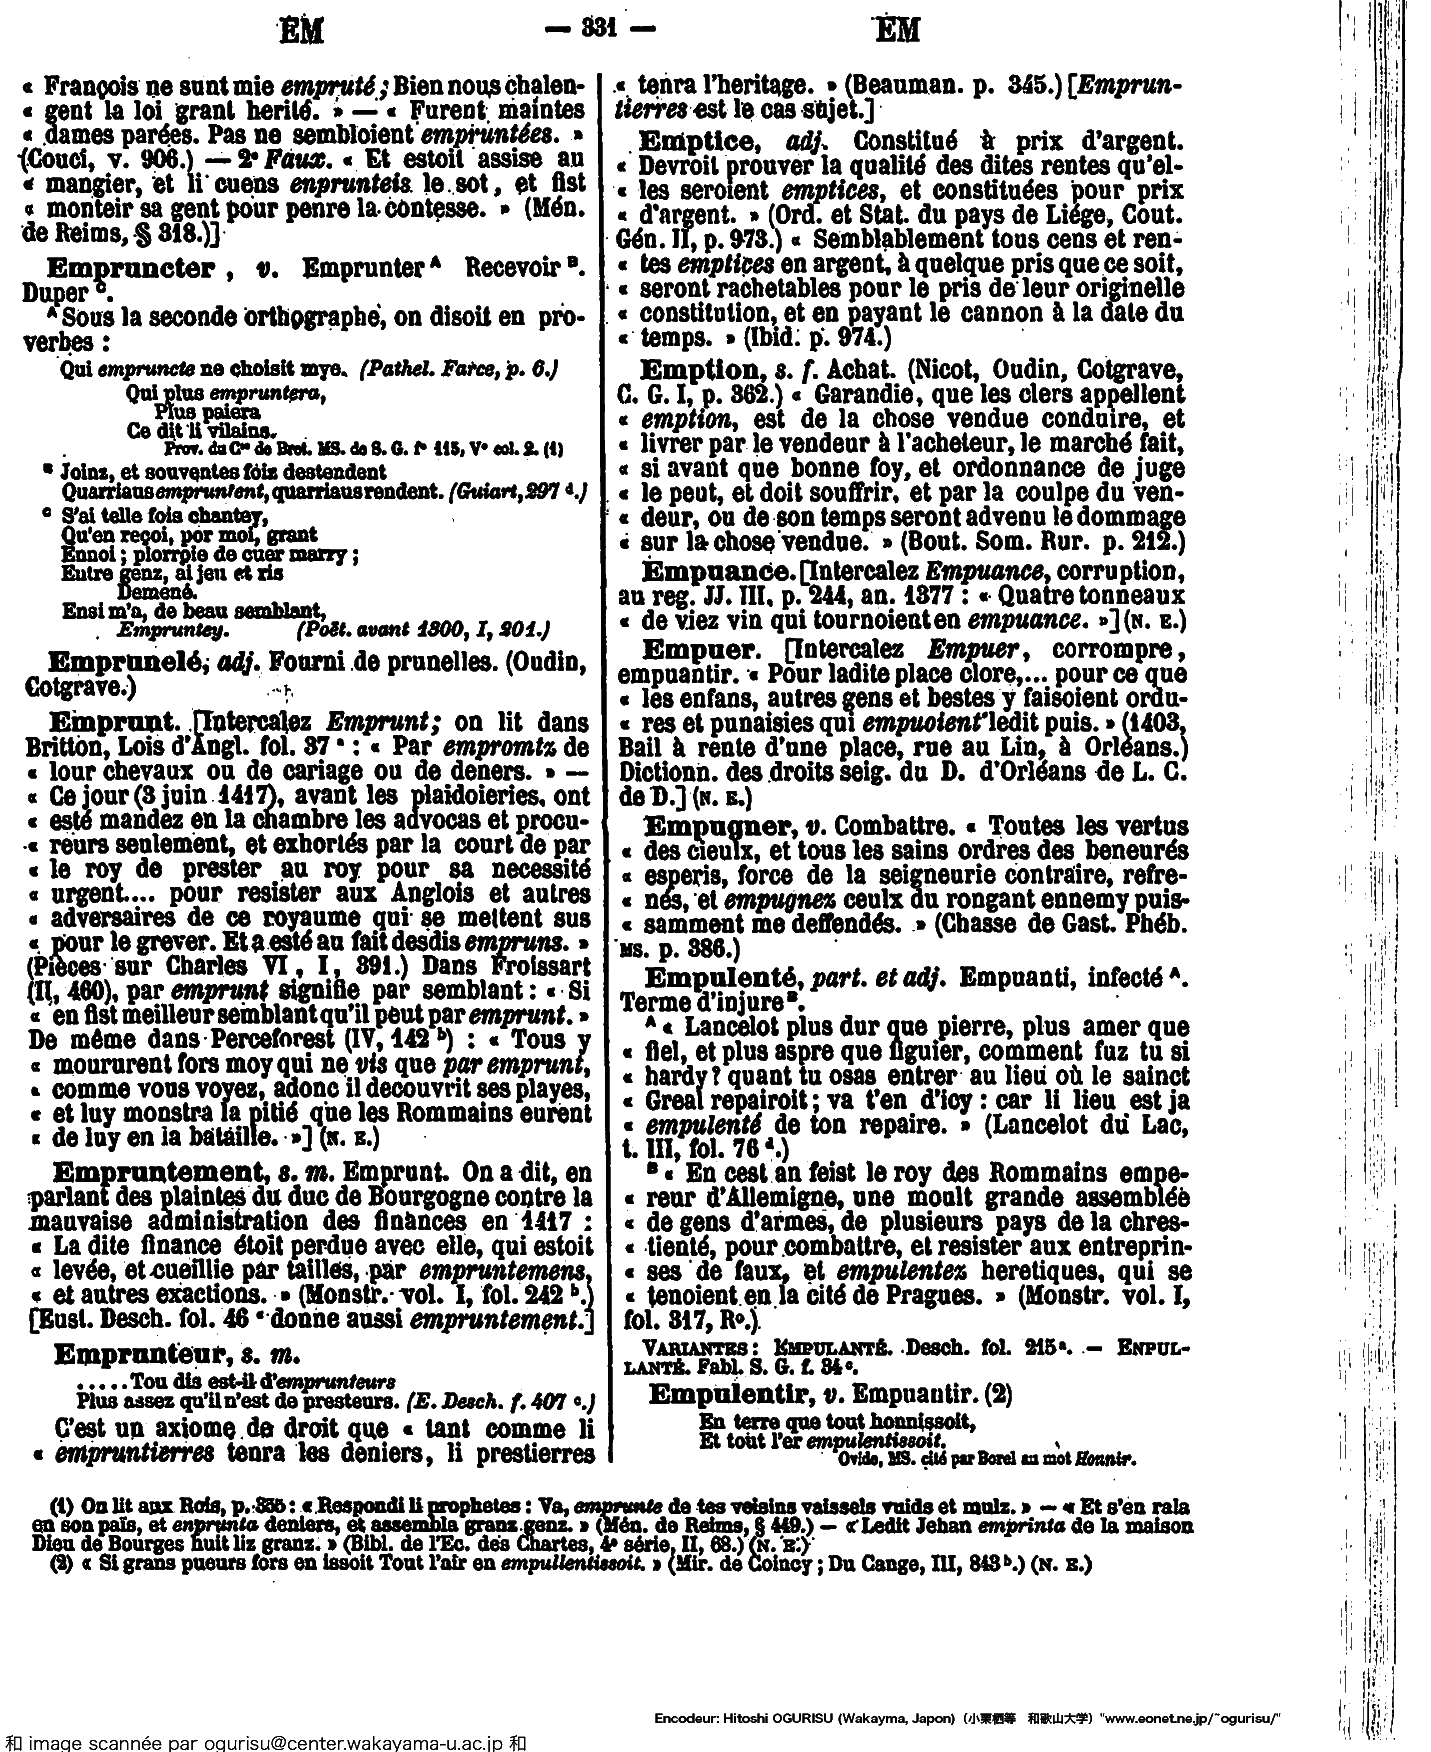 EM — 331 — EM
« François ne sunt mie empruté; Bien nous chalen-
« gent la loi grant herité. » — « Furent maintes
« dames parées. Pas ne sembloient empruntées. »
(Couci, v. 906.) — 2° Faux. « Et estoit assise au
« mangier, et li cuens enprunteis le sot, et fist
« monteir sa gent pour penre la contesse. » (Mén.
de Reims, § 318.)]
Empruncter, v. Emprunter ᴬ Recevoir ᴮ.
Duper ᶜ.
ᴬ Sous la seconde orthographe, on disoit en pro-
verbes :
Qui empruncte ne choisit mye. (Pathel. Farce, p. 6.)
Qui plus empruntera,
Plus paiera
Ce dit li vilains.
Prov. du Cᵗᵉ de Bret. MS. de S. G. fᵒ 115, Vᵒ col. 2. (1)
ᴮ Joinz, et souventes foiz destendent
Quarriaus empruntent, quarriaus rendent. (Guiart, 297 ᵈ.)
ᶜ S'ai telle fois chantey,
Qu'en reçoi, por moi, grant
Ennoi ; plorrpie de cuer marry ;
Eutre genz, ai jeu et ris
Demené.
Ensi m'a, de beau semblant,
Empruntey. (Poët. avant 1300, I, 201.)
Emprunelé, adj. Fourni de prunelles. (Oudin,
Cotgrave.)
Emprunt. [Intercalez Emprunt; on lit dans
Britton, Lois d'Angl. fol. 37 ᵃ : « Par empromtz de
« lour chevaux ou de cariage ou de deners. » —
« Ce jour (3 juin 1417), avant les plaidoieries, ont
« esté mandez en la chambre les advocas et procu-
« reurs seulement, et exhortés par la court de par
« le roy de prester au roy pour sa necessité
« urgent.... pour resister aux Anglois et autres
« adversaires de ce royaume qui se mettent sus
« pour le grever. Et a esté au fait desdis empruns. »
(Pièces sur Charles VI, I, 391.) Dans Froissart
(II, 460), par emprunt signifie par semblant : « Si
« en fist meilleur semblant qu'il peut par emprunt. »
De même dans Perceforest (IV, 142 ᵇ) : « Tous y
« moururent fors moy qui ne vis que par emprunt,
« comme vous voyez, adonc il decouvrit ses playes,
« et luy monstra la pitié que les Rommains eurent
« de luy en la bataille. »] (N. E.)
Empruntement, s. m. Emprunt. On a dit, en
parlant des plaintes du duc de Bourgogne contre la
mauvaise administration des finances en 1417 :
« La dite finance étoit perdue avec elle, qui estoit
« levée, et cueillie par tailles, par empruntemens,
« et autres exactions. » (Monstr. vol. I, fol. 242 ᵇ.)
[Eust. Desch. fol. 46 ᶜ donne aussi empruntement.]
Emprunteur, s. m.
.....Tou dis est-il d'emprunteurs
Plus assez qu'il n'est de presteurs. (E. Desch. f. 407 ᶜ.)
C'est un axiome de droit que « tant comme li
« empruntierres tenra les deniers, li prestierres
« tenra l'heritage. » (Beauman. p. 345.) [Emprun-
tierres est le cas sujet.]
Emptice, adj. Constitué à prix d'argent.
« Devroit prouver la qualité des dites rentes qu'el-
« les seroient emptices, et constituées pour prix
« d'argent. » (Ord. et Stat. du pays de Liége, Cout.
Gén. II, p. 973.) « Semblablement tous cens et ren-
« tes emptices en argent, à quelque pris que ce soit,
« seront rachetables pour le pris de leur originelle
« constitution, et en payant le cannon à la date du
« temps. » (Ibid. p. 974.)
Emption, s. f. Achat. (Nicot, Oudin, Cotgrave,
C. G. I, p. 362.) « Garandie, que les clers appellent
« emption, est de la chose vendue conduire, et
« livrer par le vendeur à l'acheteur, le marché fait,
« si avant que bonne foy, et ordonnance de juge
« le peut, et doit souffrir, et par la coulpe du ven-
« deur, ou de son temps seront advenu le dommage
« sur la chose vendue. » (Bout. Som. Rur. p. 212.)
Empuance. [Intercalez Empuance, corruption,
au reg. JJ. III, p. 244, an. 1377 : « Quatre tonneaux
« de viez vin qui tournoient en empuance. »] (N. E.)
Empuer. [Intercalez Empuer, corrompre,
empuantir. « Pour ladite place clore,... pour ce que
« les enfans, autres gens et bestes y faisoient ordu-
« res et punaisies qui empuoient ledit puis. » (1403,
Bail à rente d'une place, rue au Lin, à Orléans.)
Dictionn. des droits seig. du D. d'Orléans de L. C.
de D.] (N. E.)
Empugner, v. Combattre. « Toutes les vertus
« des cieulx, et tous les sains ordres des beneurés
« esperis, force de la seigneurie contraire, refre-
« nés, et empugnez ceulx du rongant ennemy puis-
« samment me deffendés. » (Chasse de Gast. Phéb.
MS. p. 386.)
Empulenté, part. et adj. Empuanti, infecté ᴬ.
Terme d'injure ᴮ.
ᴬ « Lancelot plus dur que pierre, plus amer que
« fiel, et plus aspre que figuier, comment fuz tu si
« hardy ? quant tu osas entrer au lieu où le sainct
« Greal repairoit ; va t'en d'icy : car li lieu est ja
« empulenté de ton repaire. » (Lancelot du Lac,
t. III, fol. 76 ᵈ.)
ᴮ « En cest an feist le roy des Rommains empe-
« reur d'Allemigne, une moult grande assemblée
« de gens d'armes, de plusieurs pays de la chres-
« tienté, pour combattre, et resister aux entreprin-
« ses de faux, et empulentez heretiques, qui se
« tenoient en la cité de Pragues. » (Monstr. vol. I,
fol. 317, Rᵒ.)
VARIANTES : EMPULANTÉ. Desch. fol. 215 ᵃ. — ENPUL-
LANTÉ. Fabl. S. G. f. 34 ᶜ.
Empulentir, v. Empuantir. (2)
En terre que tout honnissoit,
Et tout l'er empulentissoit.
Ovide, MS. cité par Borel au mot Honnir.
(1) On lit aux Rois, p. 355 : « Respondi li prophetes : Va, emprunte de tes veisins vaissels vuids et mulz. » — « Et s'en rala
en son païs, et enprunta deniers, et assembla granz genz. » (Mén. de Reims, § 449.) — « Ledit Jehan emprinta de la maison
Dieu de Bourges huit liz granz. » (Bibl. de l'Ec. des Chartes, 4ᵉ série, II, 68.) (N. E.)
(2) « Si grans pueurs fors en issoit Tout l'air en empullentissoit. » (Mir. de Coincy ; Du Cange, III, 843 ᵇ.) (N. E.)
Encodeur: Hitoshi OGURISU (Wakayma, Japon)（小栗栖等 和歌山大学）"www.eonet.ne.jp/~ogurisu/"
和 image scannée par ogurisu@center.wakayama-u.ac.jp 和